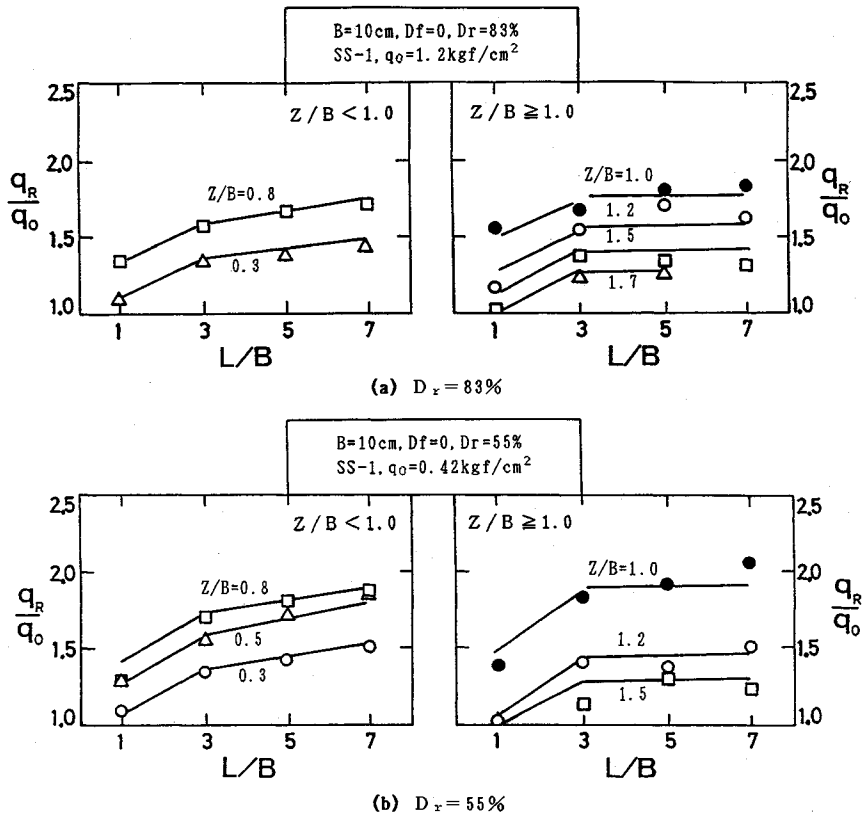 B=10cm, Df=0, Dr=83%
SS-1, q₀=1.2kgf/cm²
Z/B < 1.0
Z/B ≧ 1.0
2.5
2.0
1.5
1.0
q_R/q₀
Z/B=0.8
0.3
1 3 5 7
L/B
Z/B=1.0
1.2
1.5
1.7
2.5
2.0
1.5
1.0
q_R/q₀
1 3 5 7
L/B
(a) Dᵣ=83%
B=10cm, Df=0, Dr=55%
SS-1, q₀=0.42kgf/cm²
Z/B < 1.0
Z/B ≧ 1.0
2.5
2.0
1.5
1.0
q_R/q₀
Z/B=0.8
0.5
0.3
1 3 5 7
L/B
Z/B=1.0
1.2
1.5
2.5
2.0
1.5
1.0
q_R/q₀
1 3 5 7
L/B
(b) Dᵣ=55%